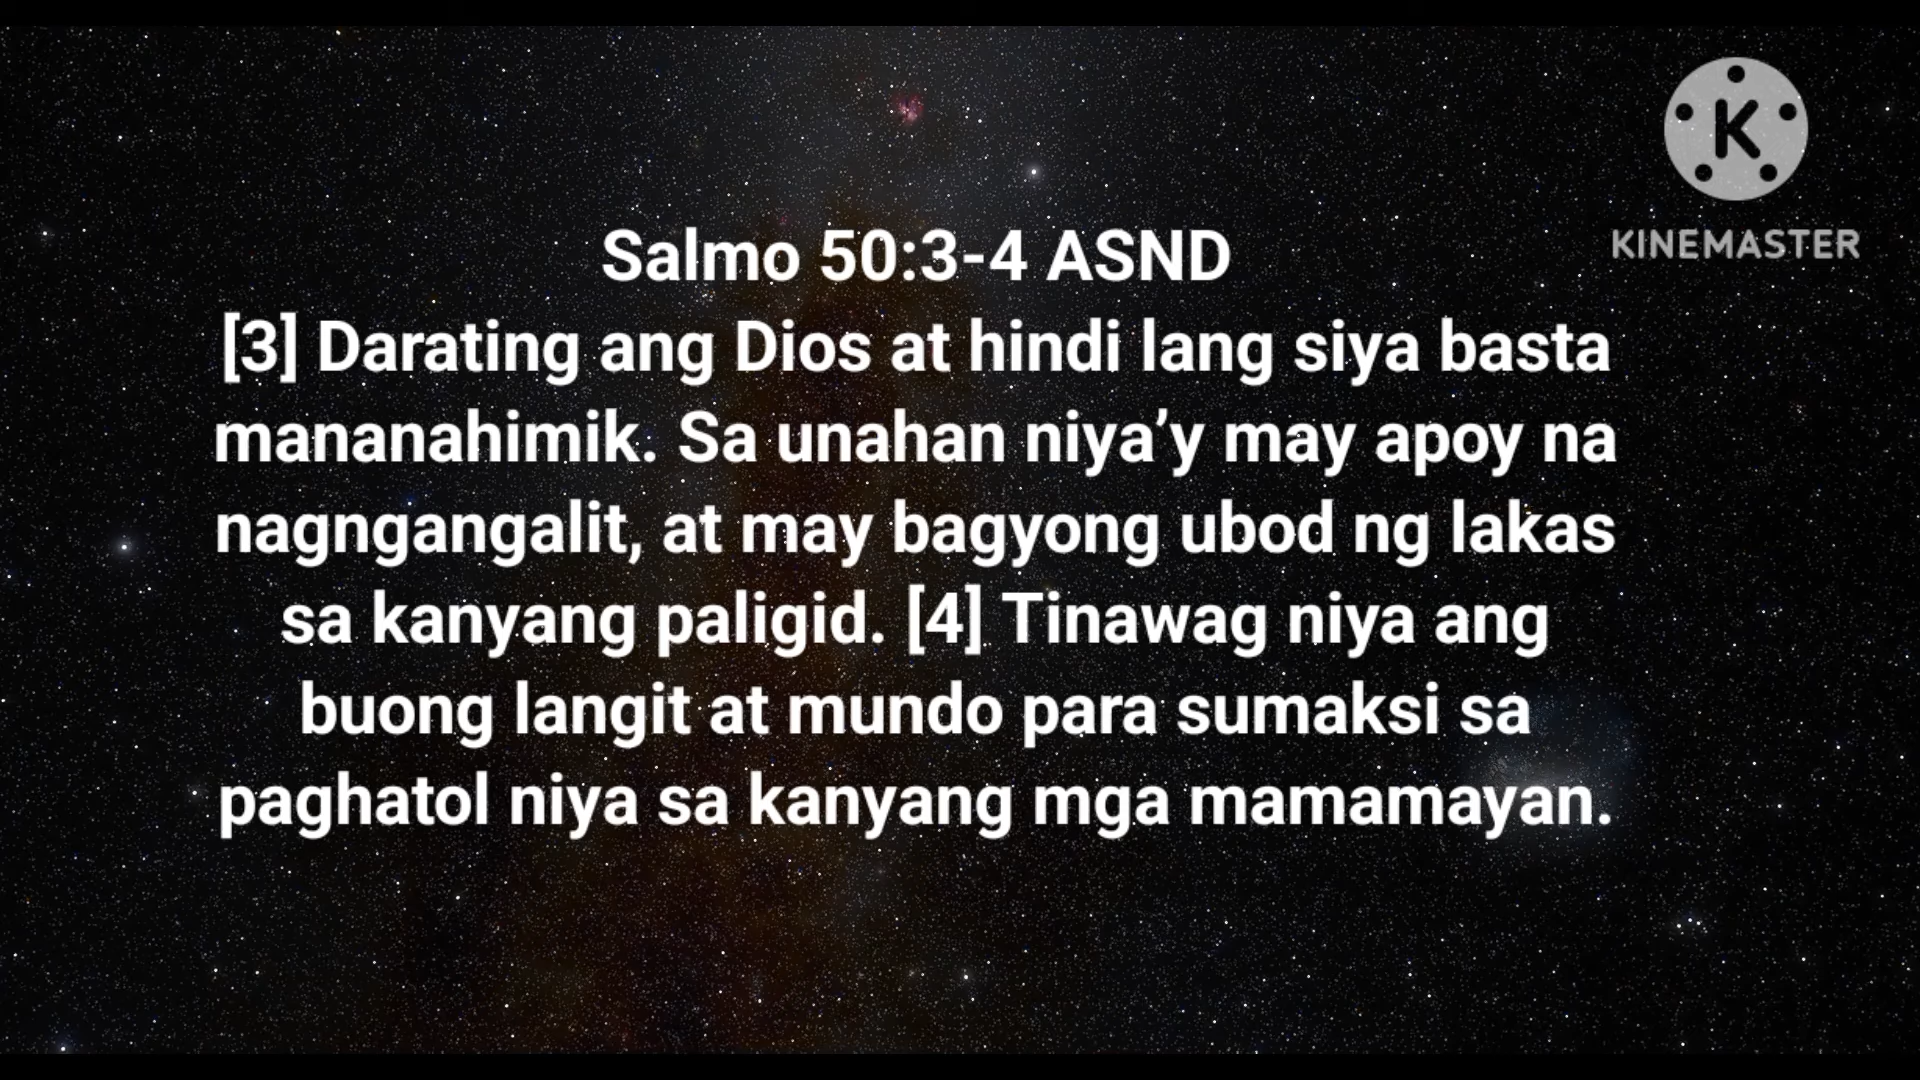 Salmo 50:3-4 ASND
[3] Darating ang Dios at hindi lang siya basta
mananahimik. Sa unahan niya’y may apoy na
nagngangalit, at may bagyong ubod ng lakas
sa kanyang paligid. [4] Tinawag niya ang
buong langit at mundo para sumaksi sa
paghatol niya sa kanyang mga mamamayan.
K
KINEMASTER